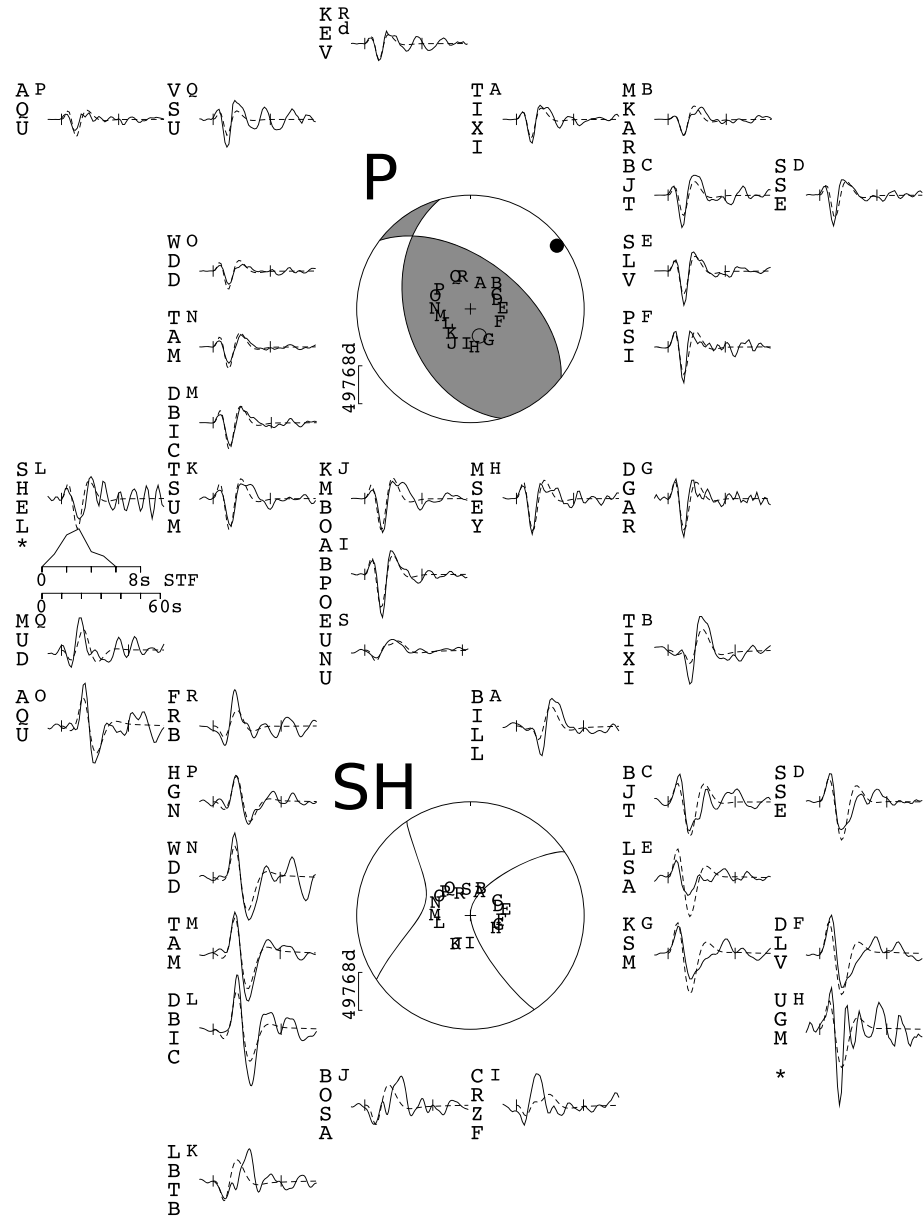 KEV R d
AQU P
VSU Q
TIXI A
MKAR B
BJT C
SSE D
P
WDD O
SLV E
TAM N
PSI F
49768d
DBIC M
SHEL * L
TSUM K
KMBO J
MSEY H
DGAR G
ABPO I
0 8s STF
0 60s
MUD Q
EUNU S
TIXI B
AQU O
FRB R
BILL A
SH
HGN P
BJT C
SSE D
WDD N
LSA E
TAM M
KSM G
DLV F
49768d
DBIC L
UGM * H
BOSA J
CRZF I
LBTB K